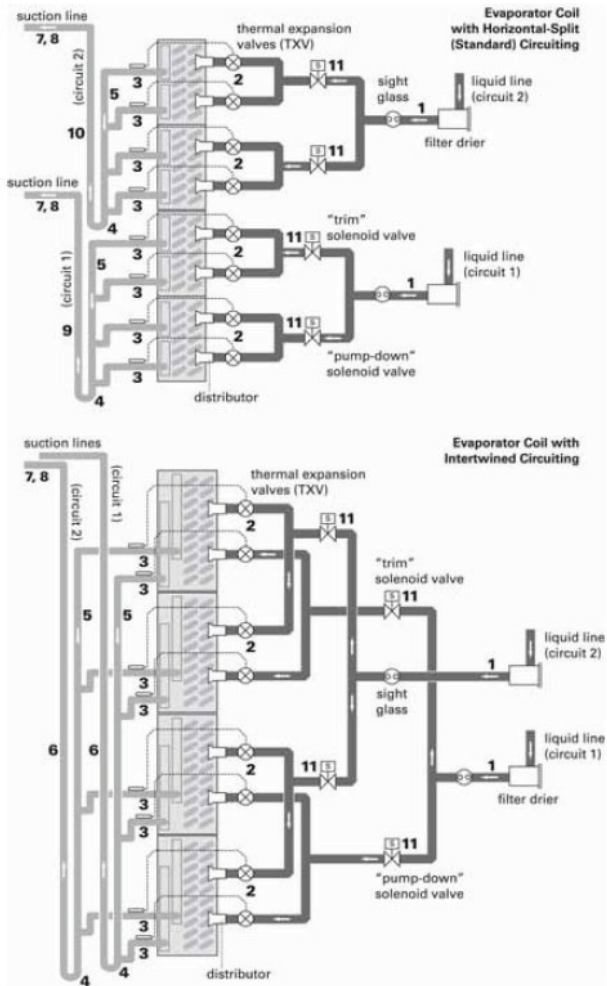 suction line
7, 8
(circuit 2)
thermal expansion
valves (TXV)
Evaporator Coil
with Horizontal-Split
(Standard) Circuiting
5
3
3
2
11
S
sight
glass
1
liquid line
(circuit 2)
filter drier
10
3
2
11
S
suction line
7, 8
4
3
(circuit 1)
5
3
3
2
11
S
"trim"
solenoid valve
1
liquid line
(circuit 1)
9
3
2
11
S
"pump-down"
solenoid valve
4
3
distributor
suction lines
7, 8
(circuit 2)
(circuit 1)
thermal expansion
valves (TXV)
Evaporator Coil with
Intertwined Circuiting
2
11
S
3
3
"trim"
solenoid valve
11
S
5
5
2
3
3
sight
glass
1
liquid line
(circuit 2)
6
6
2
11
S
3
3
1
liquid line
(circuit 1)
filter drier
2
11
S
"pump-down"
solenoid valve
3
3
4
4
distributor